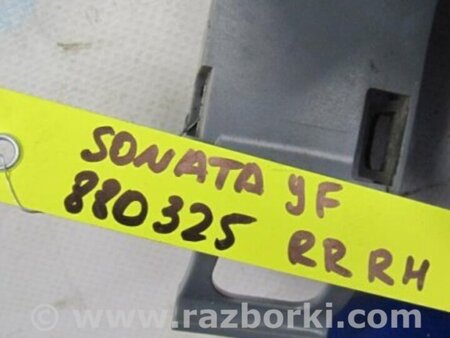 SONATA YF
880325 RR RH
www.razborki.com